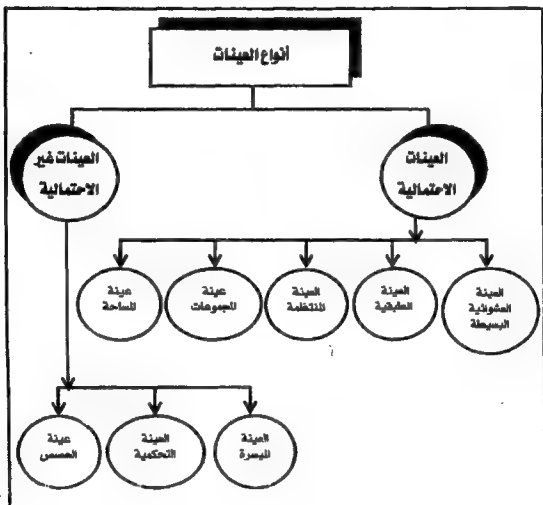 أنواع العينات
العينات
الاحتمالية
العينات غير
الاحتمالية
العينة
العشوائية
البسيطة
العينة
الطبقية
العينة
المنتظمة
عينة
المجموعات
عينة
المساحة
العينة
الميسرة
العينة
التحكمية
عينة
الحصص